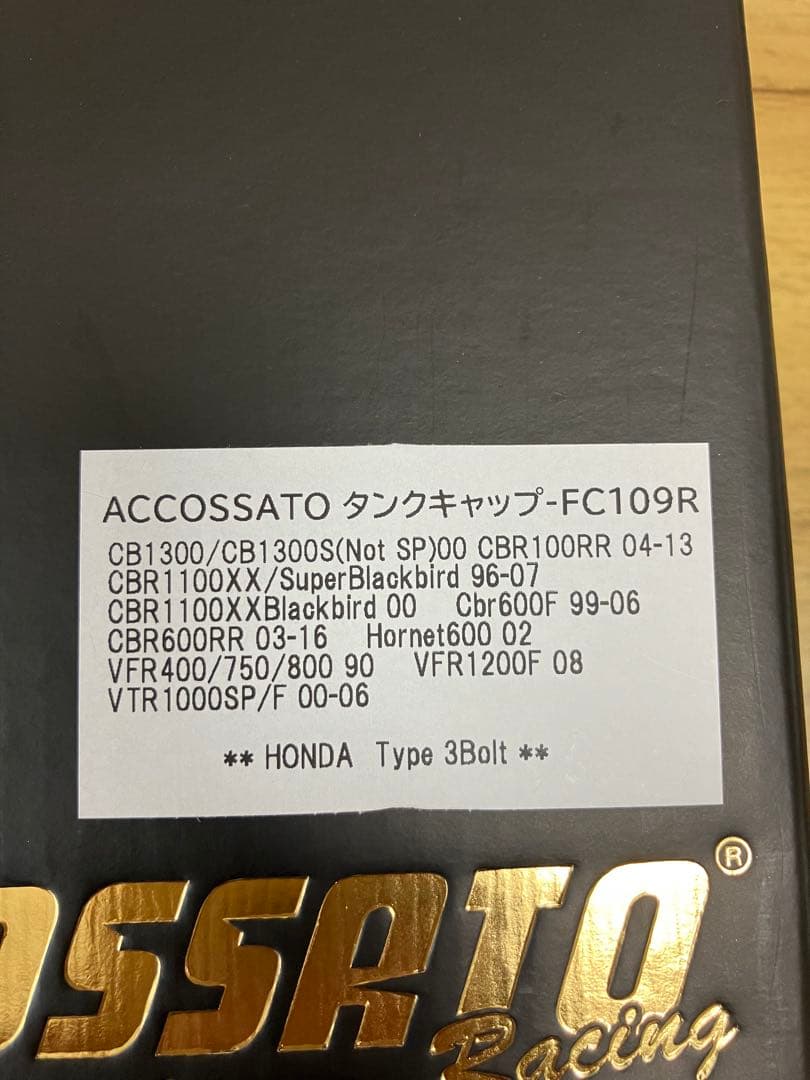 ACCOSSATO タンクキャップ-FC109R
CB1300/CB1300S(Not SP)00 CBR100RR 04-13
CBR1100XX/SuperBlackbird 96-07
CBR1100XXBlackbird 00 Cbr600F 99-06
CBR600RR 03-16 Hornet600 02
VFR400/750/800 90 VFR1200F 08
VTR1000SP/F 00-06
** HONDA Type 3Bolt **
OSSATO®
Racing